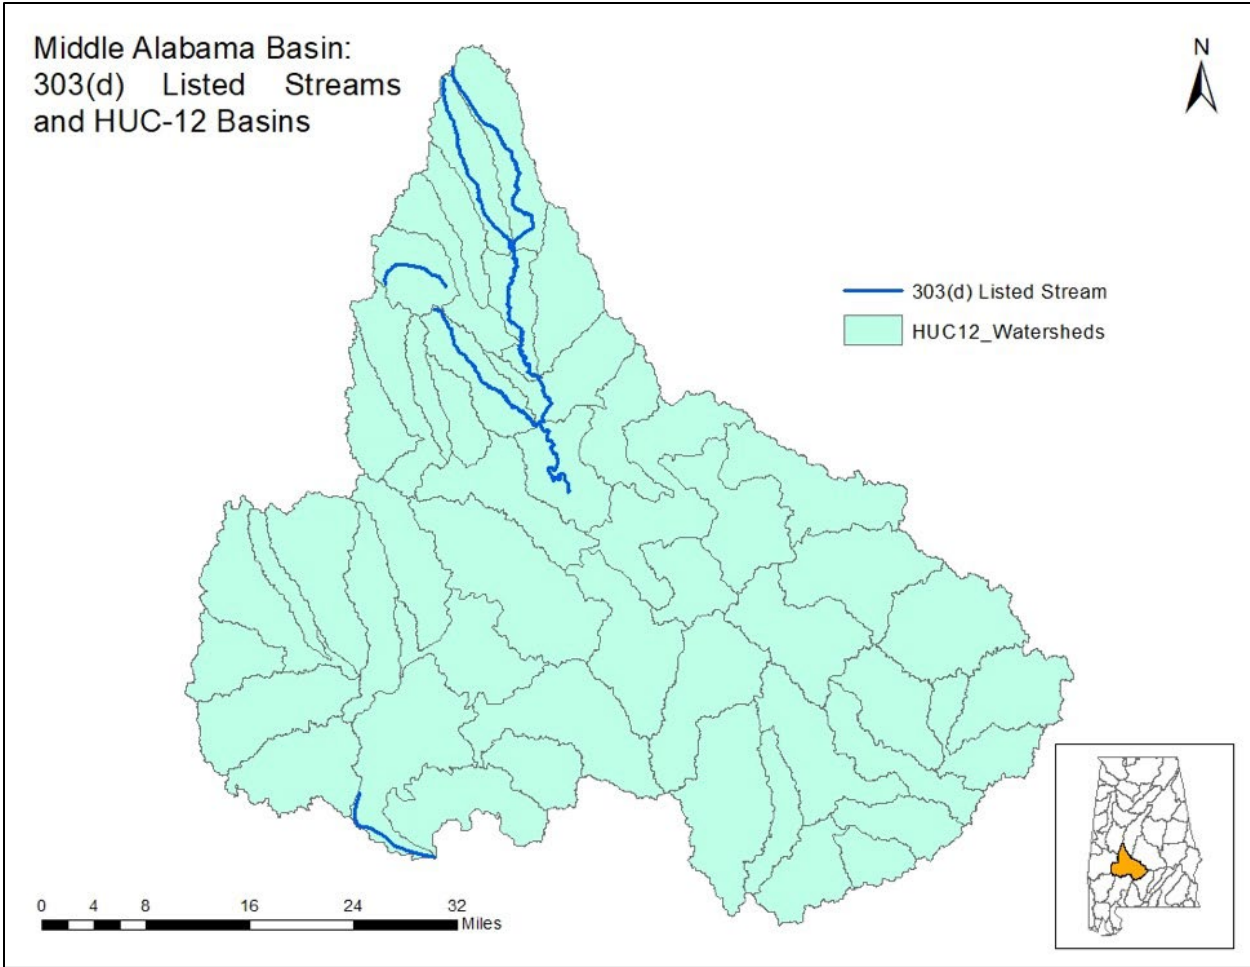 Middle Alabama Basin:
303(d) Listed Streams
and HUC-12 Basins
N
303(d) Listed Stream
HUC12_Watersheds
0 4 8 16 24 32
Miles